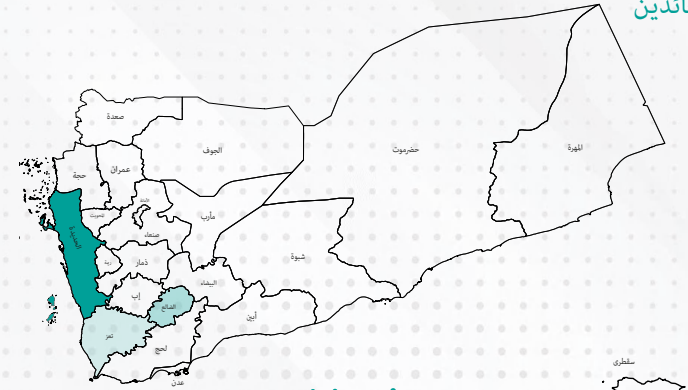 ائدين
صعدة
الجوف
حضرموت
المهرة
حجة
عمران
المحويت
صنعاء
مأرب
الحديدة
ريمة
ذمار
شبوة
البيضاء
إب
الضالع
أبين
تعز
لحج
عدن
سقطرى